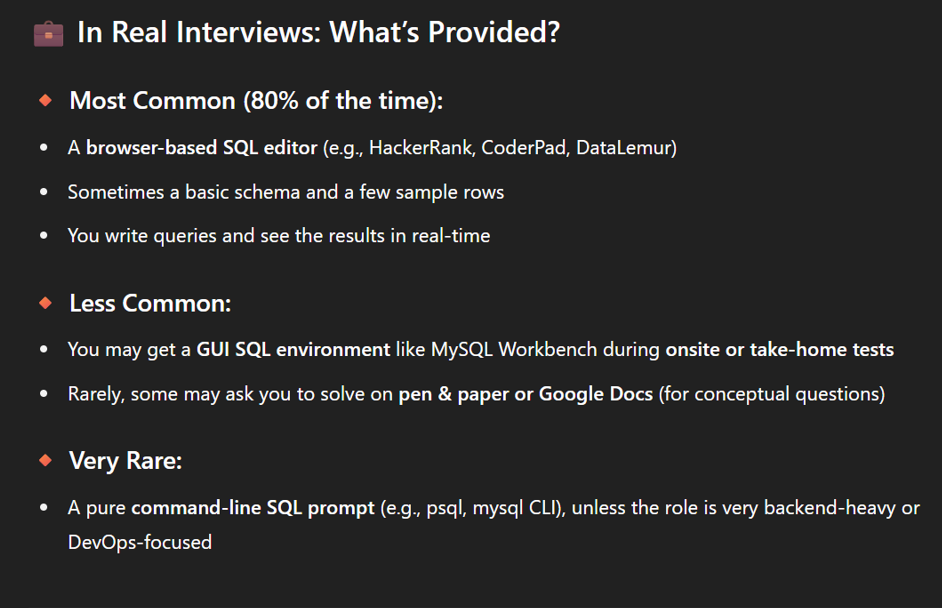 In Real Interviews: What’s Provided?
Most Common (80% of the time):
A browser-based SQL editor (e.g., HackerRank, CoderPad, DataLemur)
Sometimes a basic schema and a few sample rows
You write queries and see the results in real-time
Less Common:
You may get a GUI SQL environment like MySQL Workbench during onsite or take-home tests
Rarely, some may ask you to solve on pen & paper or Google Docs (for conceptual questions)
Very Rare:
A pure command-line SQL prompt (e.g., psql, mysql CLI), unless the role is very backend-heavy or
DevOps-focused